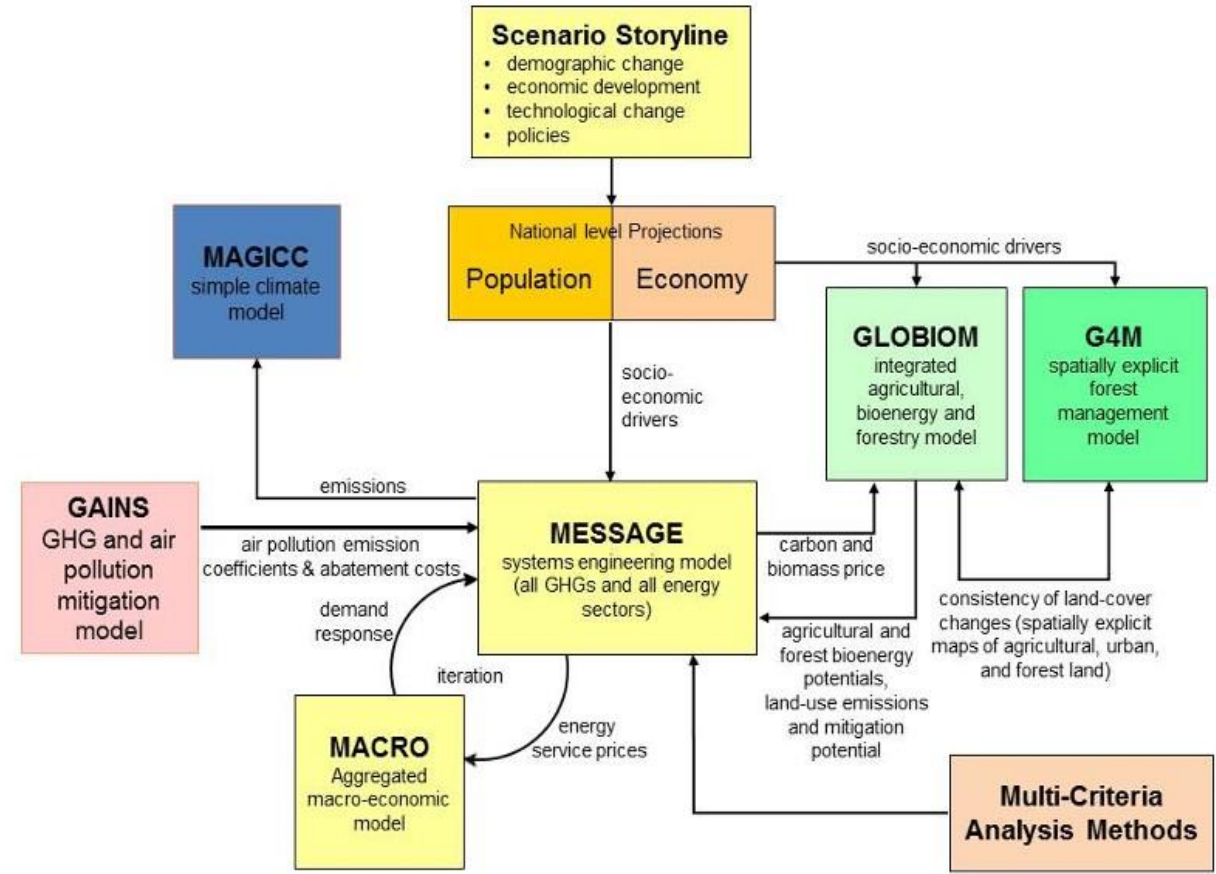 Scenario Storyline
• demographic change
• economic development
• technological change
• policies
National level Projections
Population
Economy
socio-economic drivers
MAGICC
simple climate
model
GLOBIOM
integrated
agricultural,
bioenergy and
forestry model
G4M
spatially explicit
forest
management
model
socio-
economic
drivers
emissions
GAINS
GHG and air
pollution
mitigation
model
air pollution emission
coefficients & abatement costs
MESSAGE
systems engineering model
(all GHGs and all energy
sectors)
carbon and
biomass price
consistency of land-cover
changes (spatially explicit
maps of agricultural, urban,
and forest land)
demand
response
iteration
energy
service prices
agricultural and
forest bioenergy
potentials,
land-use emissions
and mitigation
potential
MACRO
Aggregated
macro-economic
model
Multi-Criteria
Analysis Methods